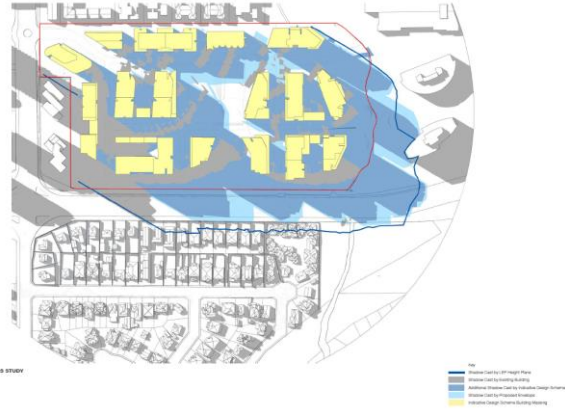 S STUDY
Key
Shadow Cast by LEP Height Plane
Shadow Cast by Existing Building
Additional Shadow Cast by Indicative Design Scheme
Shadow Cast by Proposed Envelope
Indicative Design Scheme Building Massing